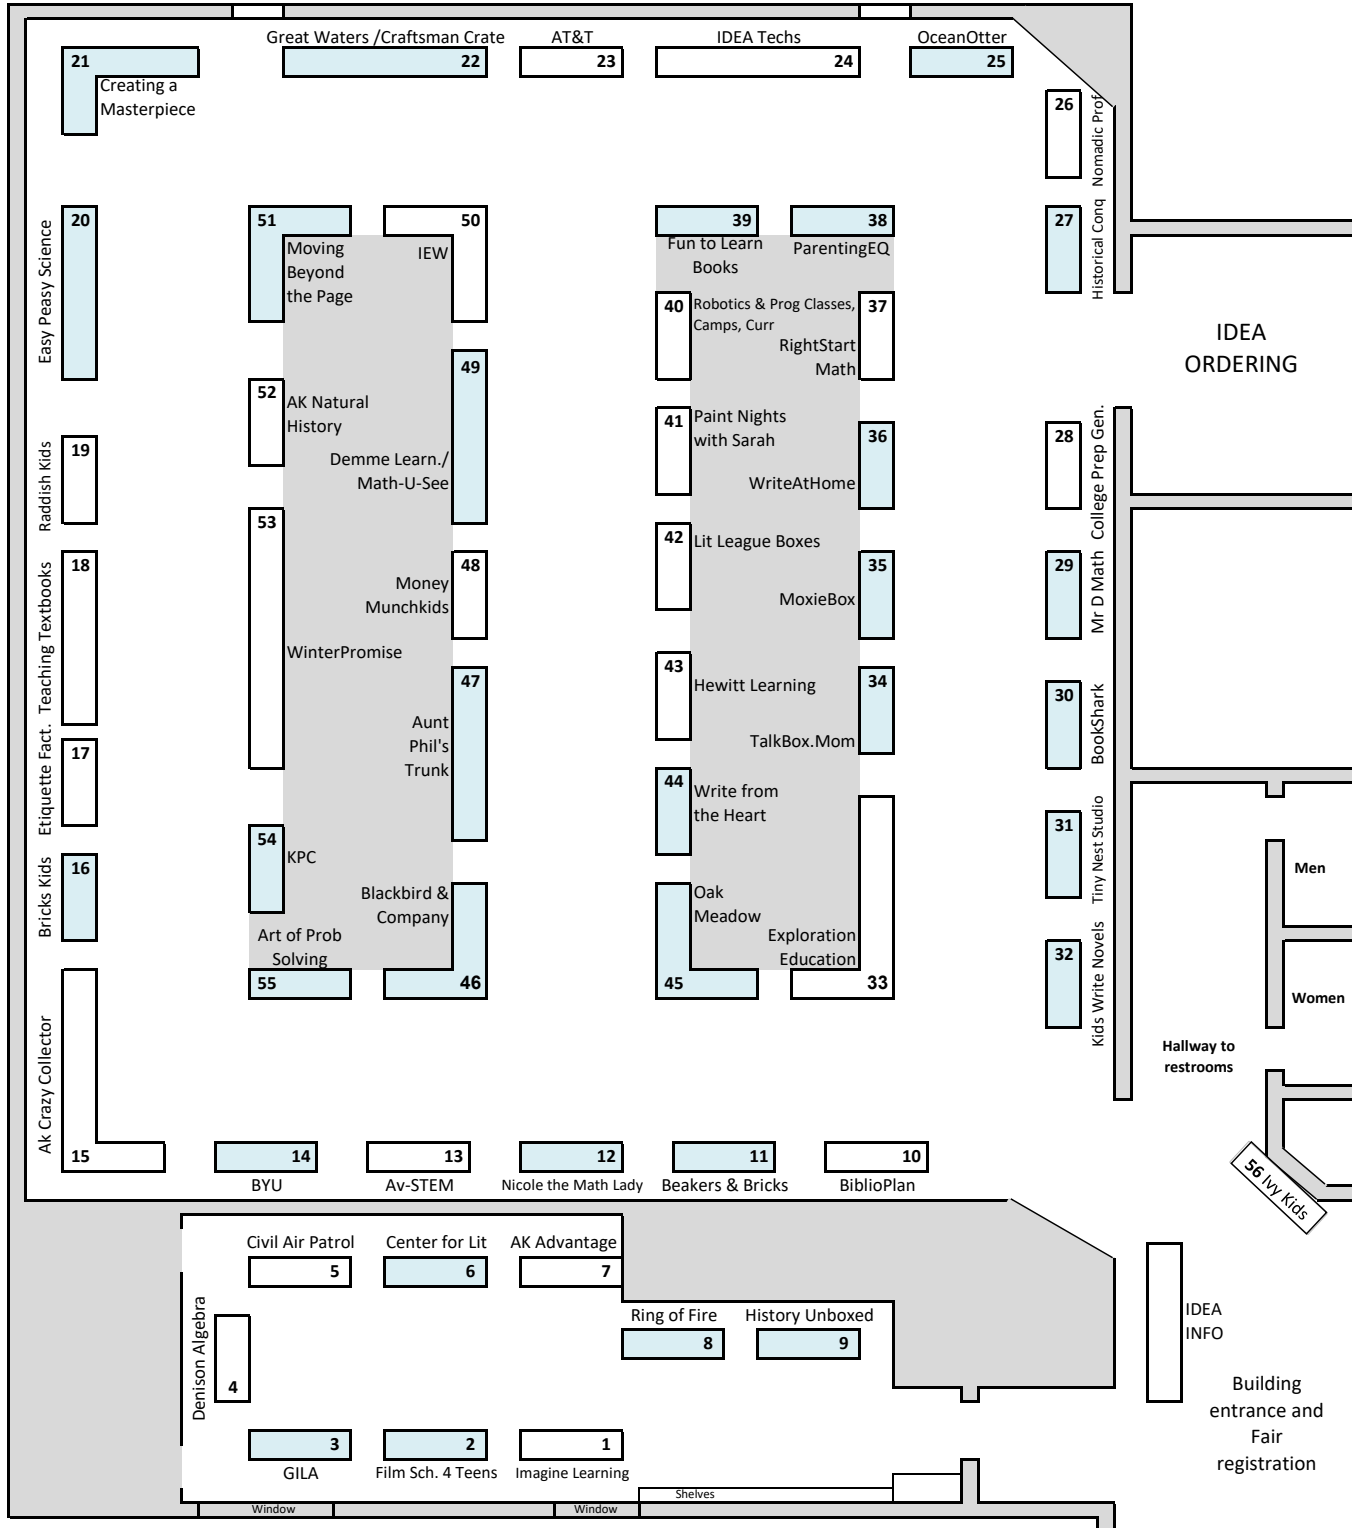 Great Waters /Craftsman Crate
22
AT&T
23
IDEA Techs
24
OceanOtter
25
21
Creating a
Masterpiece
26
Nomadic Prof
20
Easy Peasy Science
51
Moving
Beyond
the Page
50
IEW
39
Fun to Learn
Books
38
ParentingEQ
27
Historical Conq
40
Robotics & Prog Classes,
Camps, Curr
37
RightStart
Math
IDEA
ORDERING
52
AK Natural
History
49
Demme Learn./
Math-U-See
41
Paint Nights
with Sarah
36
WriteAtHome
28
College Prep Gen.
19
Raddish Kids
53
WinterPromise
48
Money
Munchkids
42
Lit League Boxes
35
MoxieBox
29
Mr D Math
18
Teaching Textbooks
47
Aunt
Phil's
Trunk
43
Hewitt Learning
34
TalkBox.Mom
30
BookShark
17
Etiquette Fact.
44
Write from
the Heart
31
Tiny Nest Studio
54
KPC
16
Bricks Kids
46
Blackbird &
Company
45
Oak
Meadow
33
Exploration
Education
32
Kids Write Novels
Art of Prob
Solving
55
Men
Women
Hallway to
restrooms
15
Ak Crazy Collector
14
BYU
13
Av-STEM
12
Nicole the Math Lady
11
Beakers & Bricks
10
BiblioPlan
56 Ivy Kids
Civil Air Patrol
5
Center for Lit
6
AK Advantage
7
Ring of Fire
8
History Unboxed
9
Denison Algebra
4
3
GILA
2
Film Sch. 4 Teens
1
Imagine Learning
IDEA
INFO
Building
entrance and
Fair
registration
Shelves
Window
Window